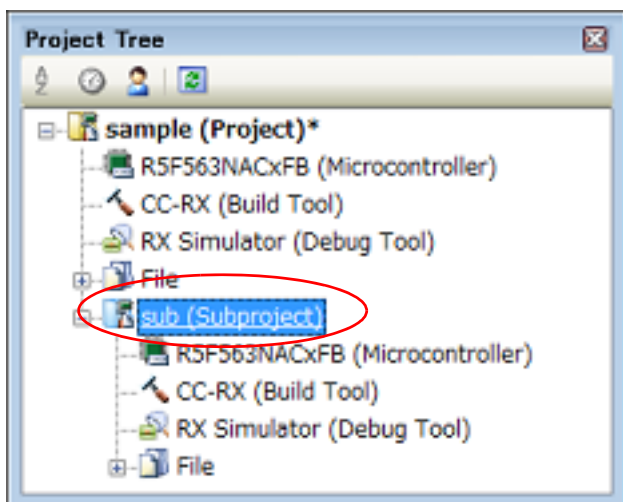 Project Tree
sample (Project)*
R5F563NACxFB (Microcontroller)
CC-RX (Build Tool)
RX Simulator (Debug Tool)
File
sub (Subproject)
R5F563NACxFB (Microcontroller)
CC-RX (Build Tool)
RX Simulator (Debug Tool)
File